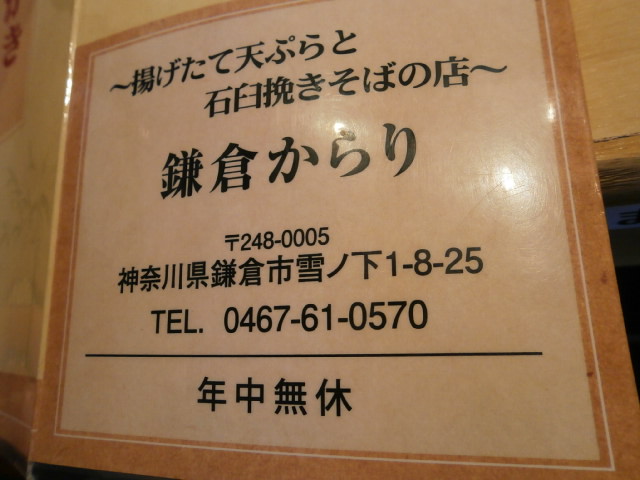 ～揚げたて天ぷらと
石臼挽きそばの店～
鎌倉からり
〒248-0005
神奈川県鎌倉市雪ノ下1-8-25
TEL. 0467-61-0570
年中無休